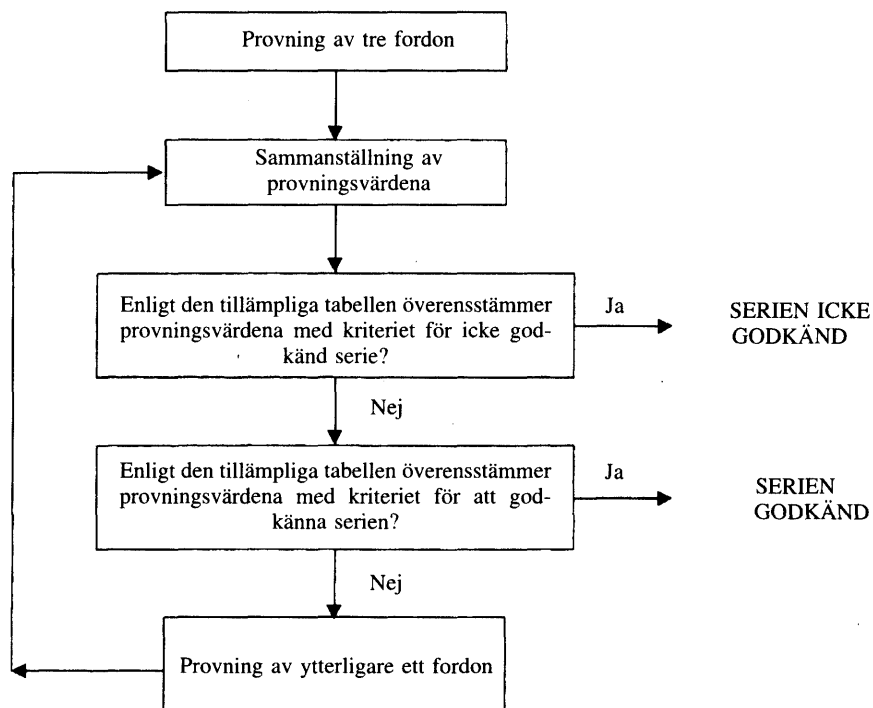 Provning av tre fordon
Sammanställning av
provningsvärdena
Enligt den tillämpliga tabellen överensstämmer
provningsvärdena med kriteriet för icke god-
känd serie?
Ja
SERIEN ICKE
GODKÄND
Nej
Enligt den tillämpliga tabellen överensstämmer
provningsvärdena med kriteriet för att god-
känna serien?
Ja
SERIEN
GODKÄND
Nej
Provning av ytterligare ett fordon